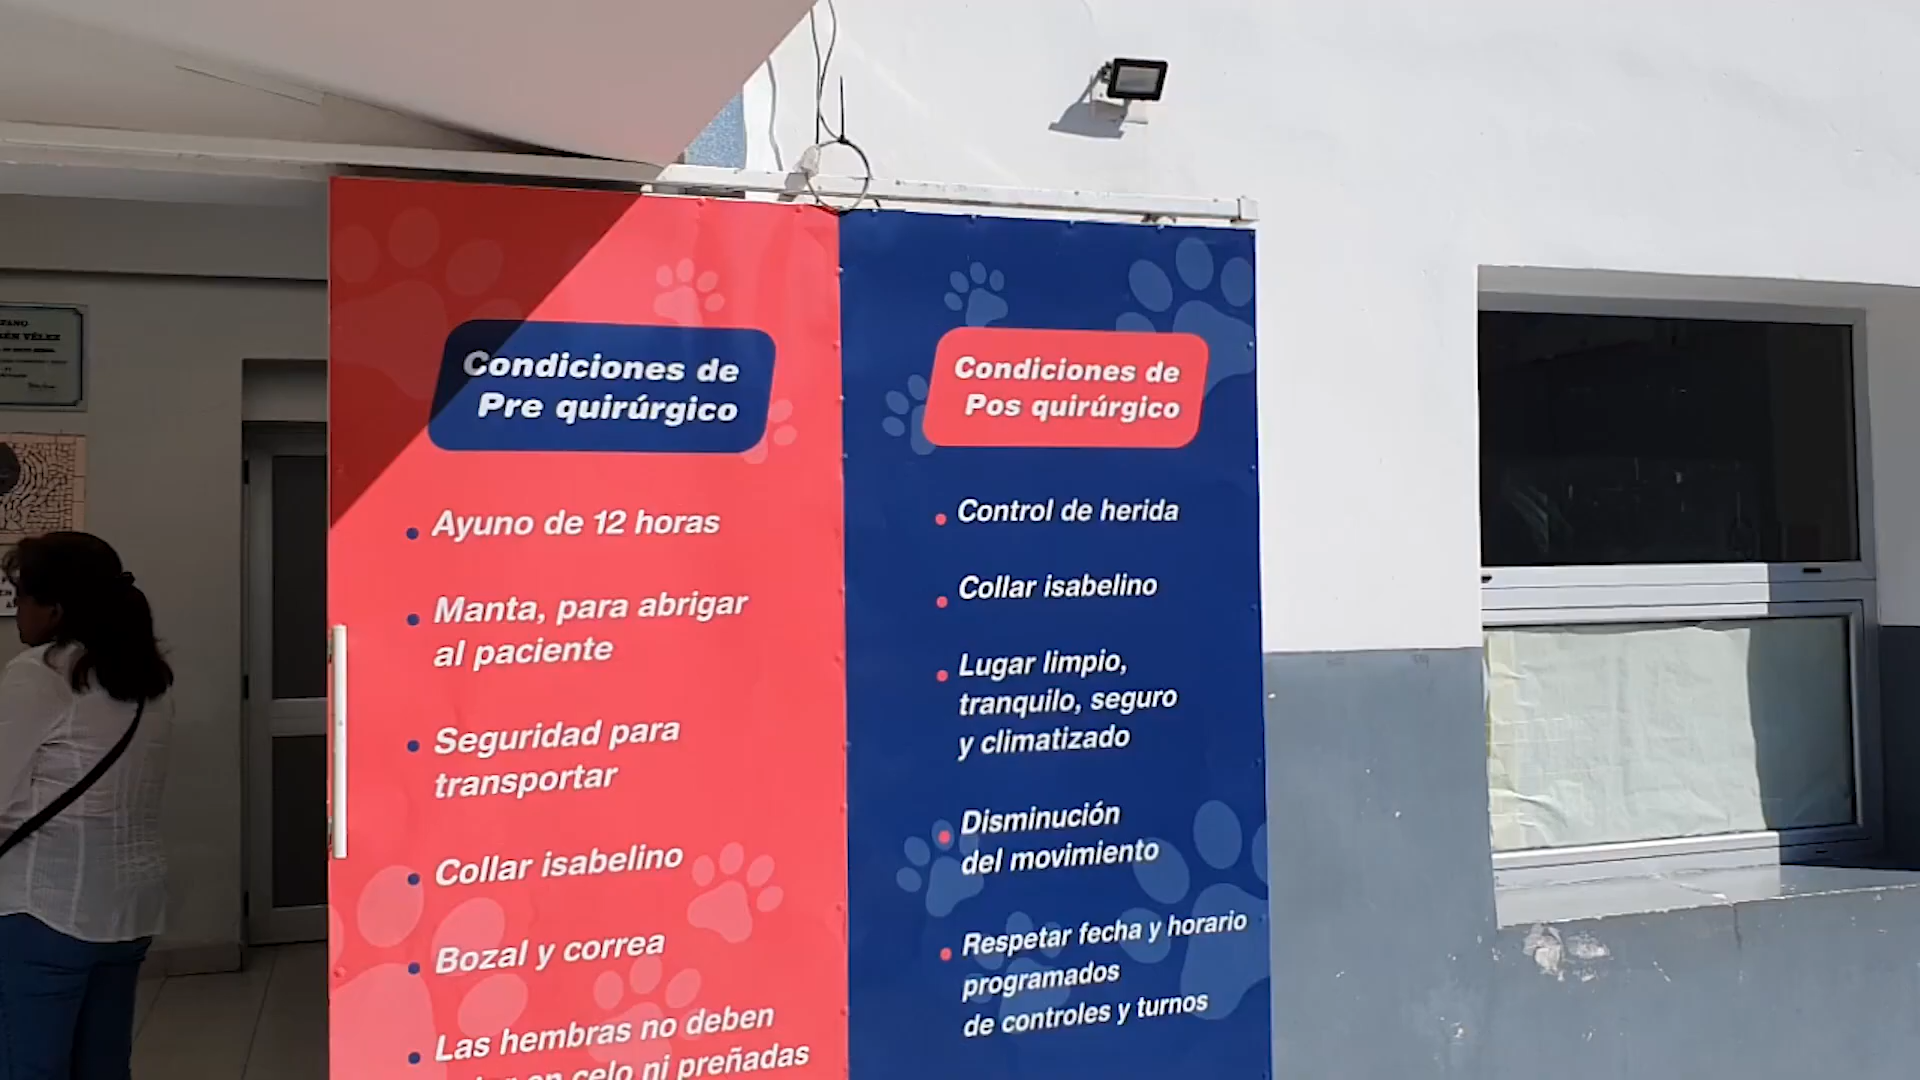 Condiciones de
Pre quirúrgico
Ayuno de 12 horas
Manta, para abrigar
al paciente
Seguridad para
transportar
Collar isabelino
Bozal y correa
Las hembras no deben
en celo ni preñadas
Condiciones de
Pos quirúrgico
Control de herida
Collar isabelino
Lugar limpio,
tranquilo, seguro
y climatizado
Disminución
del movimiento
Respetar fecha y horario
programados
de controles y turnos